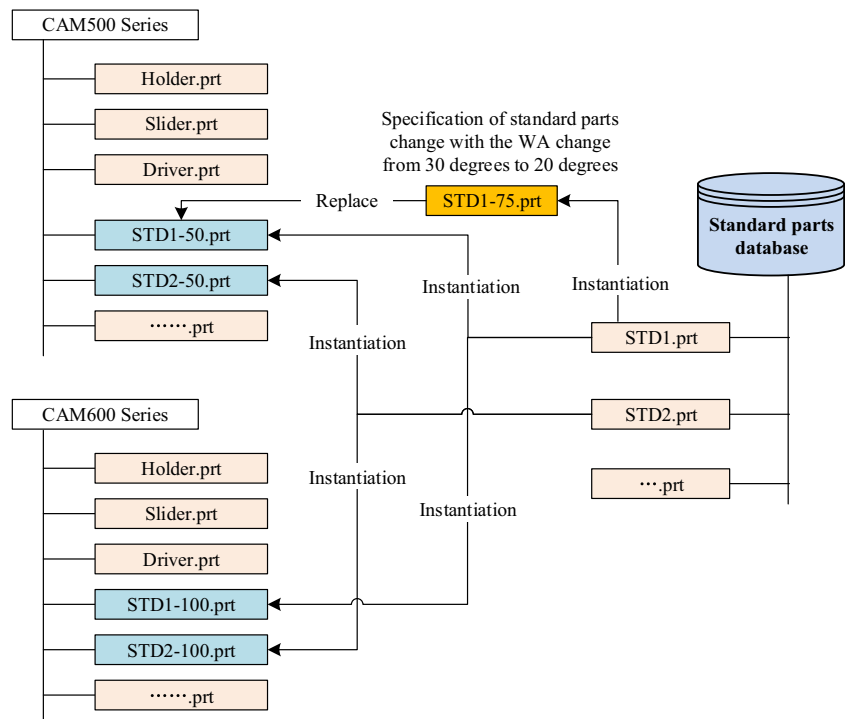 CAM500 Series
Holder.prt
Slider.prt
Driver.prt
STD1-50.prt
STD2-50.prt
…….prt
Specification of standard parts
change with the WA change
from 30 degrees to 20 degrees
Replace
STD1-75.prt
Standard parts
database
Instantiation
Instantiation
Instantiation
STD1.prt
STD2.prt
….prt
CAM600 Series
Holder.prt
Slider.prt
Driver.prt
STD1-100.prt
STD2-100.prt
…….prt
Instantiation
Instantiation